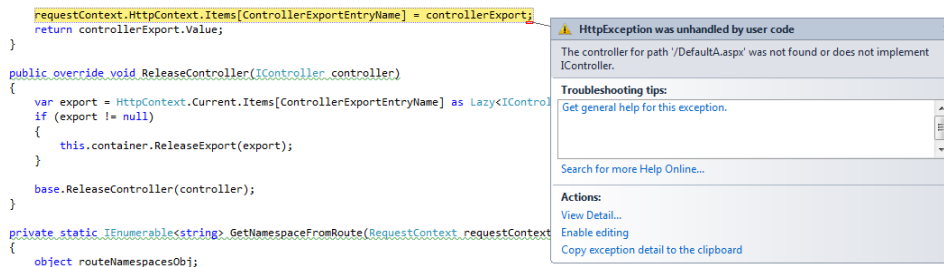 requestContext.HttpContext.Items[ControllerExportEntryName] = controllerExport;
return controllerExport.Value;
}
public override void ReleaseController(IController controller)
{
var export = HttpContext.Current.Items[ControllerExportEntryName] as Lazy<IControl
if (export != null)
{
this.container.ReleaseExport(export);
}
base.ReleaseController(controller);
}
private static IEnumerable<string> GetNamespaceFromRoute(RequestContext requestContext
{
object routeNamespacesObj;
HttpException was unhandled by user code
The controller for path '/DefaultA.aspx' was not found or does not implement
IController.
Troubleshooting tips:
Get general help for this exception.
Search for more Help Online...
Actions:
View Detail...
Enable editing
Copy exception detail to the clipboard